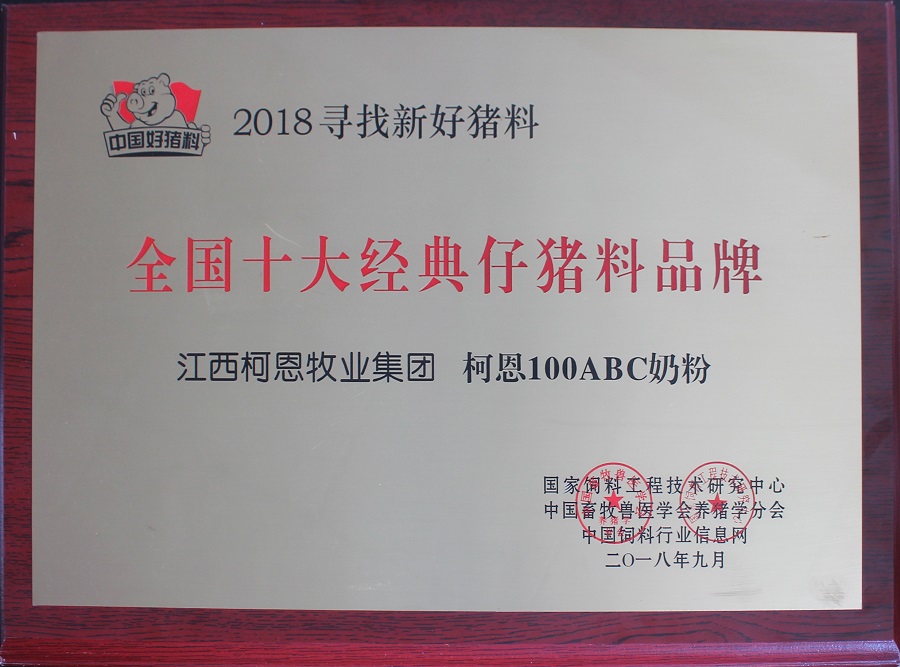 中国好猪料
2018寻找新好猪料
全国十大经典仔猪料品牌
江西柯恩牧业集团 柯恩100ABC奶粉
国家饲料工程技术研究中心
中国畜牧兽医学会养猪学分会
中国饲料行业信息网
二〇一八年九月